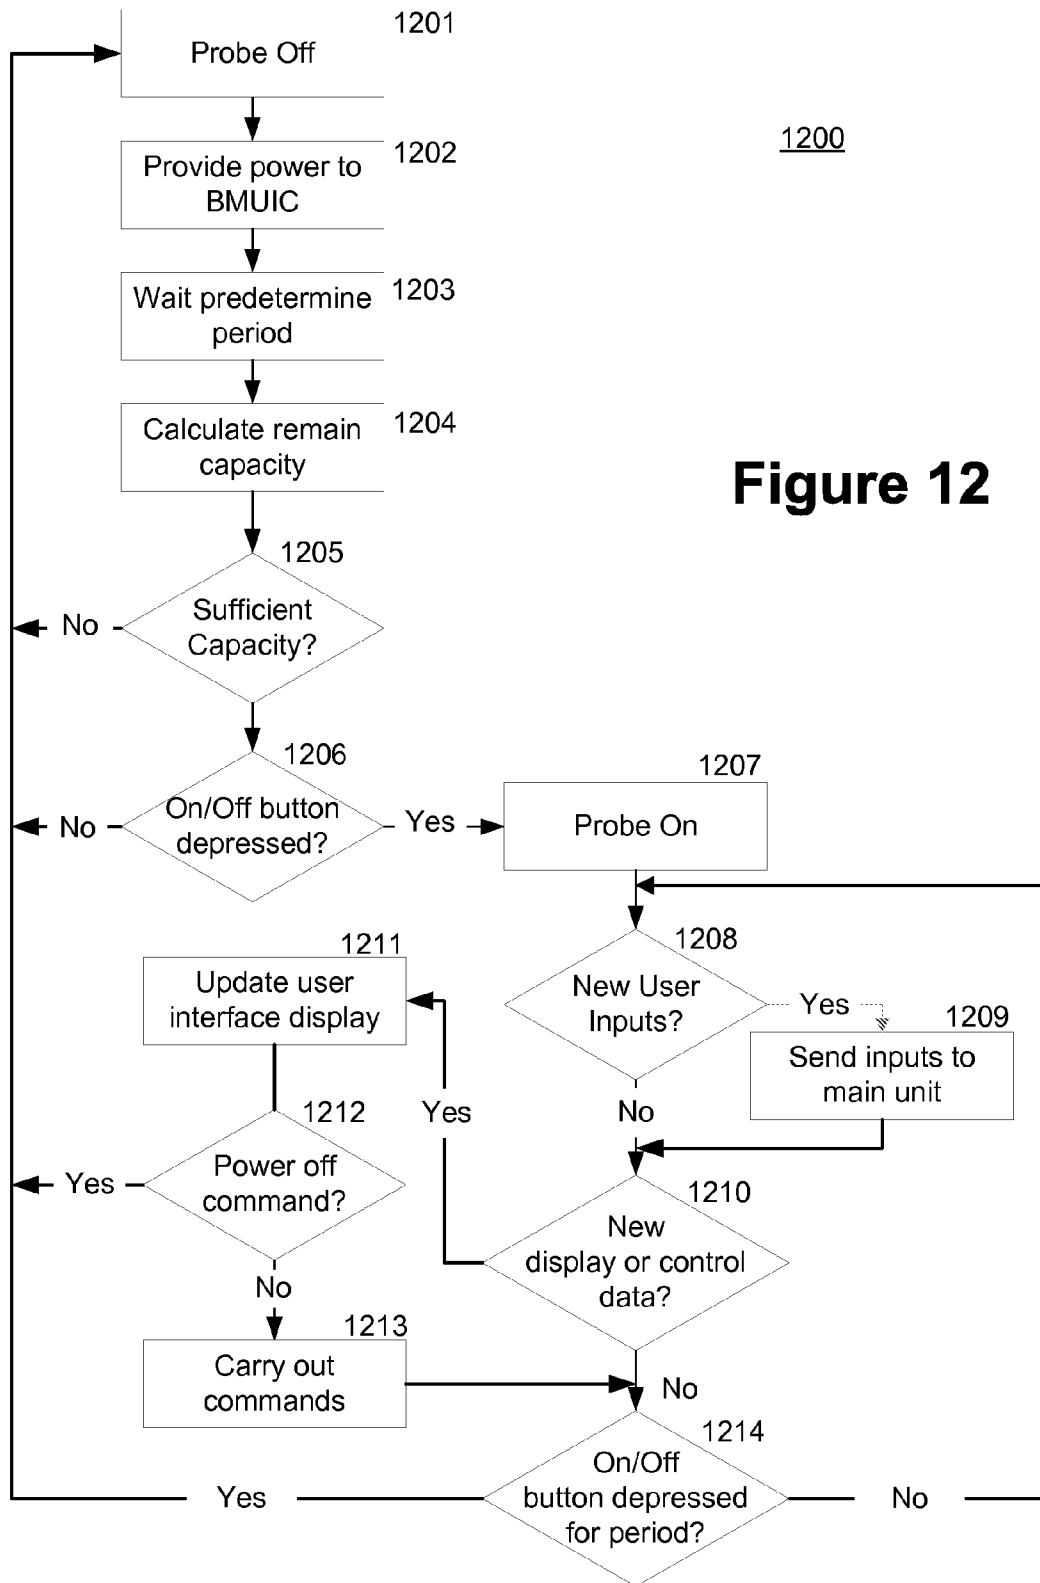 1201
Probe Off
1200
1202
Provide power to
BMUIC
1203
Wait predetermine
period
1204
Calculate remain
capacity
Figure 12
1205
Sufficient
Capacity?
No
1206
On/Off button
depressed?
No
Yes
1207
Probe On
1208
New User
Inputs?
Yes
No
1209
Send inputs to
main unit
1210
New
display or control
data?
Yes
No
1211
Update user
interface display
1212
Power off
command?
Yes
No
1213
Carry out
commands
1214
On/Off
button depressed
for period?
Yes
No